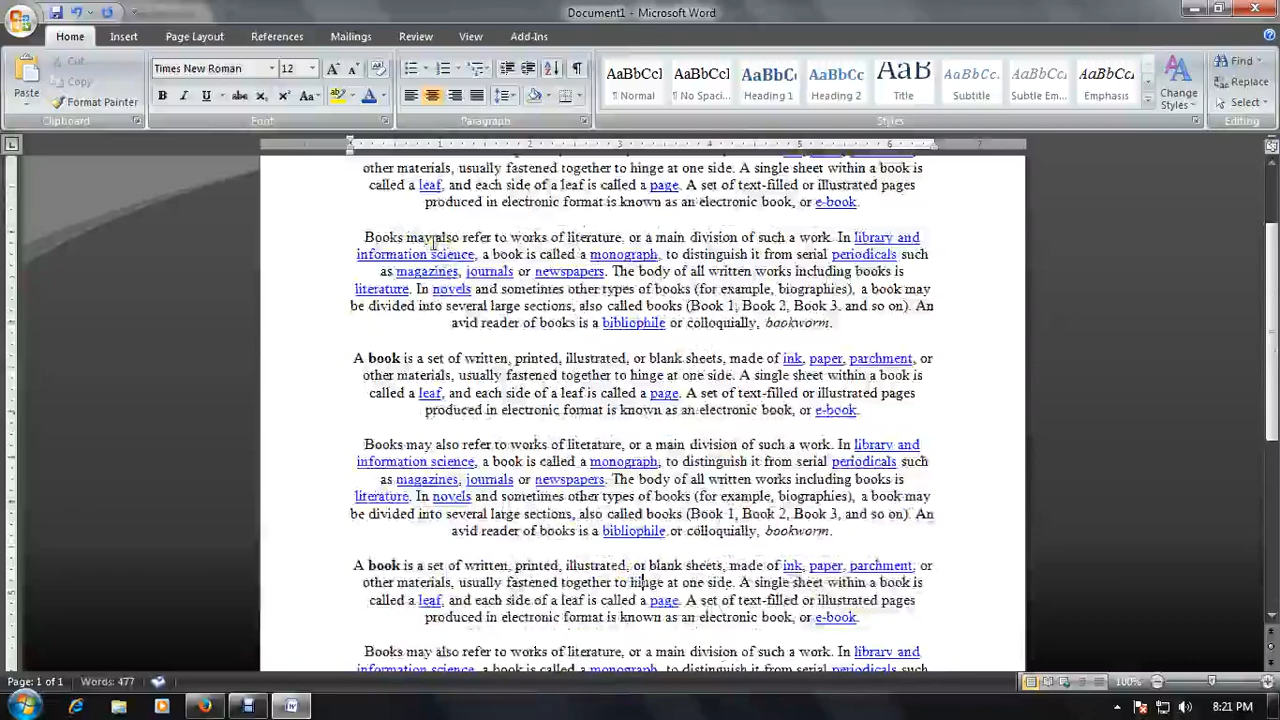 Document1 - Microsoft Word
Home Insert Page Layout References Mailings Review View Add-Ins
Paste
Cut
Copy
Format Painter
Clipboard
Times New Roman 12
Font
Paragraph
AaBbCcI AaBbCcI AaBbC AaBbCc AaB AaBbCc. AaBbCcI AaBbCcI
¶ Normal ¶ No Spaci... Heading 1 Heading 2 Title Subtitle Subtle Em... Emphasis
Change Styles
Styles
Find
Replace
Select
Editing
1 2 3 4 5 6 7
other materials, usually fastened together to hinge at one side. A single sheet within a book is
called a leaf, and each side of a leaf is called a page. A set of text-filled or illustrated pages
produced in electronic format is known as an electronic book, or e-book.
Books may also refer to works of literature, or a main division of such a work. In library and
information science, a book is called a monograph, to distinguish it from serial periodicals such
as magazines, journals or newspapers. The body of all written works including books is
literature. In novels and sometimes other types of books (for example, biographies), a book may
be divided into several large sections, also called books (Book 1, Book 2, Book 3, and so on). An
avid reader of books is a bibliophile or colloquially, bookworm.
A book is a set of written, printed, illustrated, or blank sheets, made of ink, paper, parchment, or
other materials, usually fastened together to hinge at one side. A single sheet within a book is
called a leaf, and each side of a leaf is called a page. A set of text-filled or illustrated pages
produced in electronic format is known as an electronic book, or e-book.
Books may also refer to works of literature, or a main division of such a work. In library and
information science, a book is called a monograph, to distinguish it from serial periodicals such
as magazines, journals or newspapers. The body of all written works including books is
literature. In novels and sometimes other types of books (for example, biographies), a book may
be divided into several large sections, also called books (Book 1, Book 2, Book 3, and so on). An
avid reader of books is a bibliophile or colloquially, bookworm.
A book is a set of written, printed, illustrated, or blank sheets, made of ink, paper, parchment, or
other materials, usually fastened together to hinge at one side. A single sheet within a book is
called a leaf, and each side of a leaf is called a page. A set of text-filled or illustrated pages
produced in electronic format is known as an electronic book, or e-book.
Books may also refer to works of literature, or a main division of such a work. In library and
information science, a book is called a monograph, to distinguish it from serial periodicals such
Page: 1 of 1 Words: 477 100%
8:21 PM